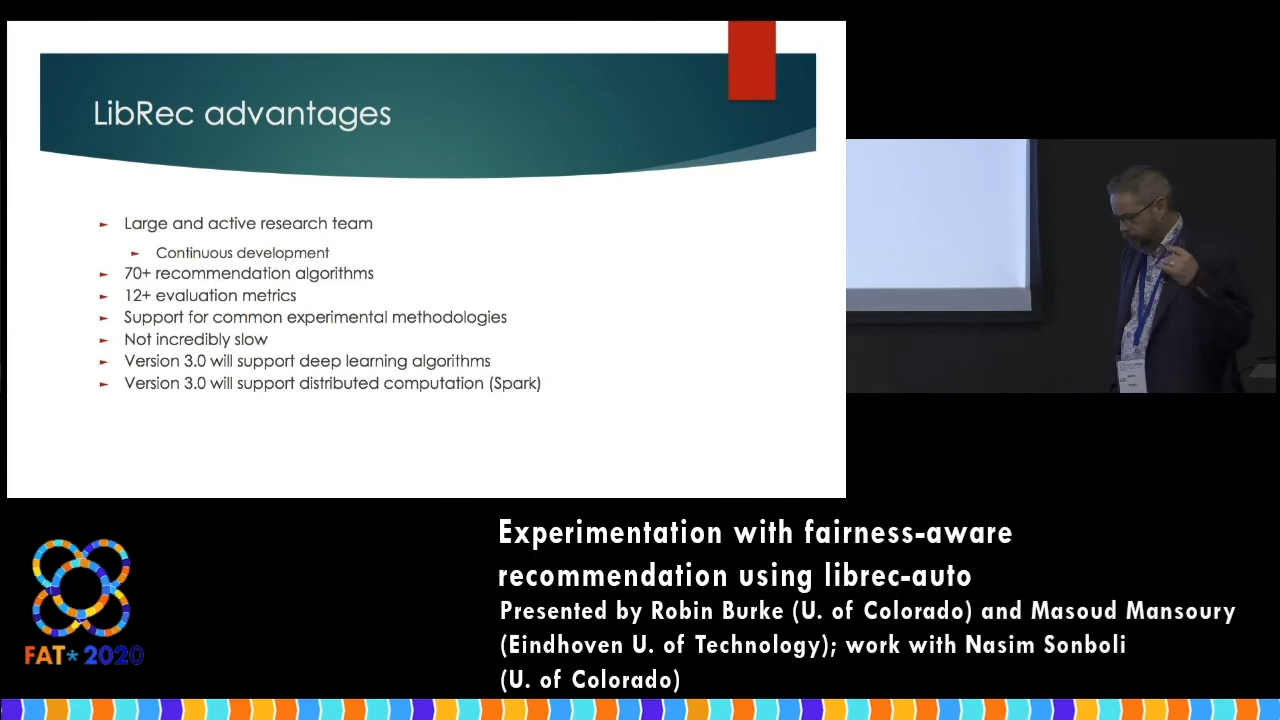 LibRec advantages
Large and active research team
Continuous development
70+ recommendation algorithms
12+ evaluation metrics
Support for common experimental methodologies
Not incredibly slow
Version 3.0 will support deep learning algorithms
Version 3.0 will support distributed computation (Spark)
Experimentation with fairness-aware
recommendation using librec-auto
Presented by Robin Burke (U. of Colorado) and Masoud Mansoury
(Eindhoven U. of Technology); work with Nasim Sonboli
(U. of Colorado)
FAT* 2020